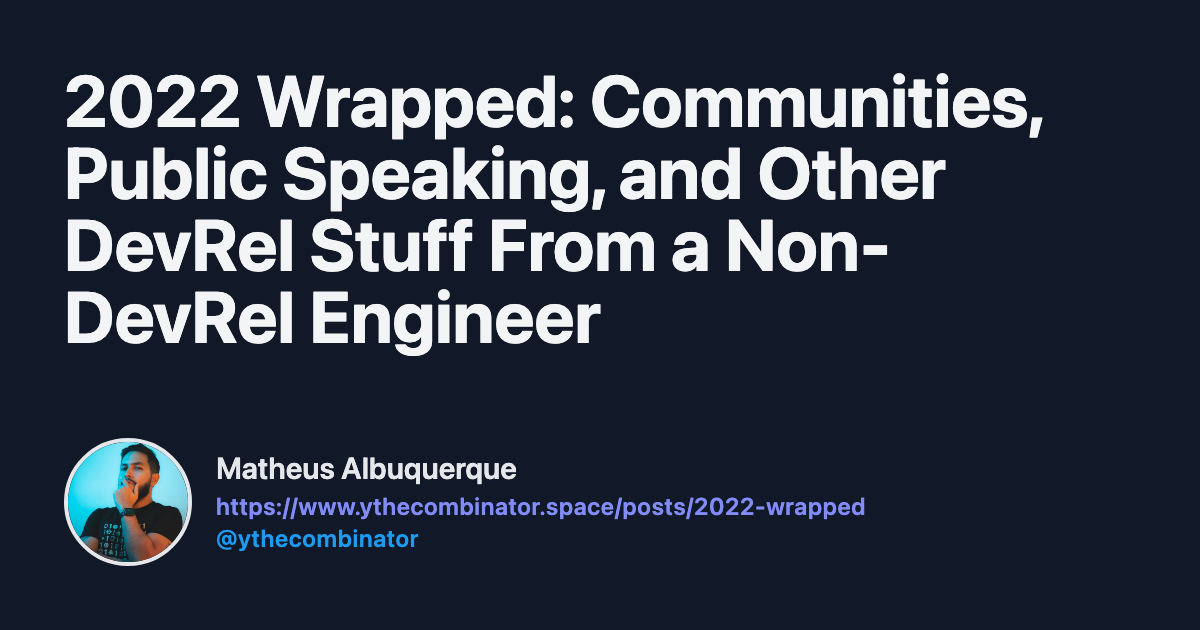 2022 Wrapped: Communities,
Public Speaking, and Other
DevRel Stuff From a Non-
DevRel Engineer
Matheus Albuquerque
https://www.ythecombinator.space/posts/2022-wrapped
@ythecombinator